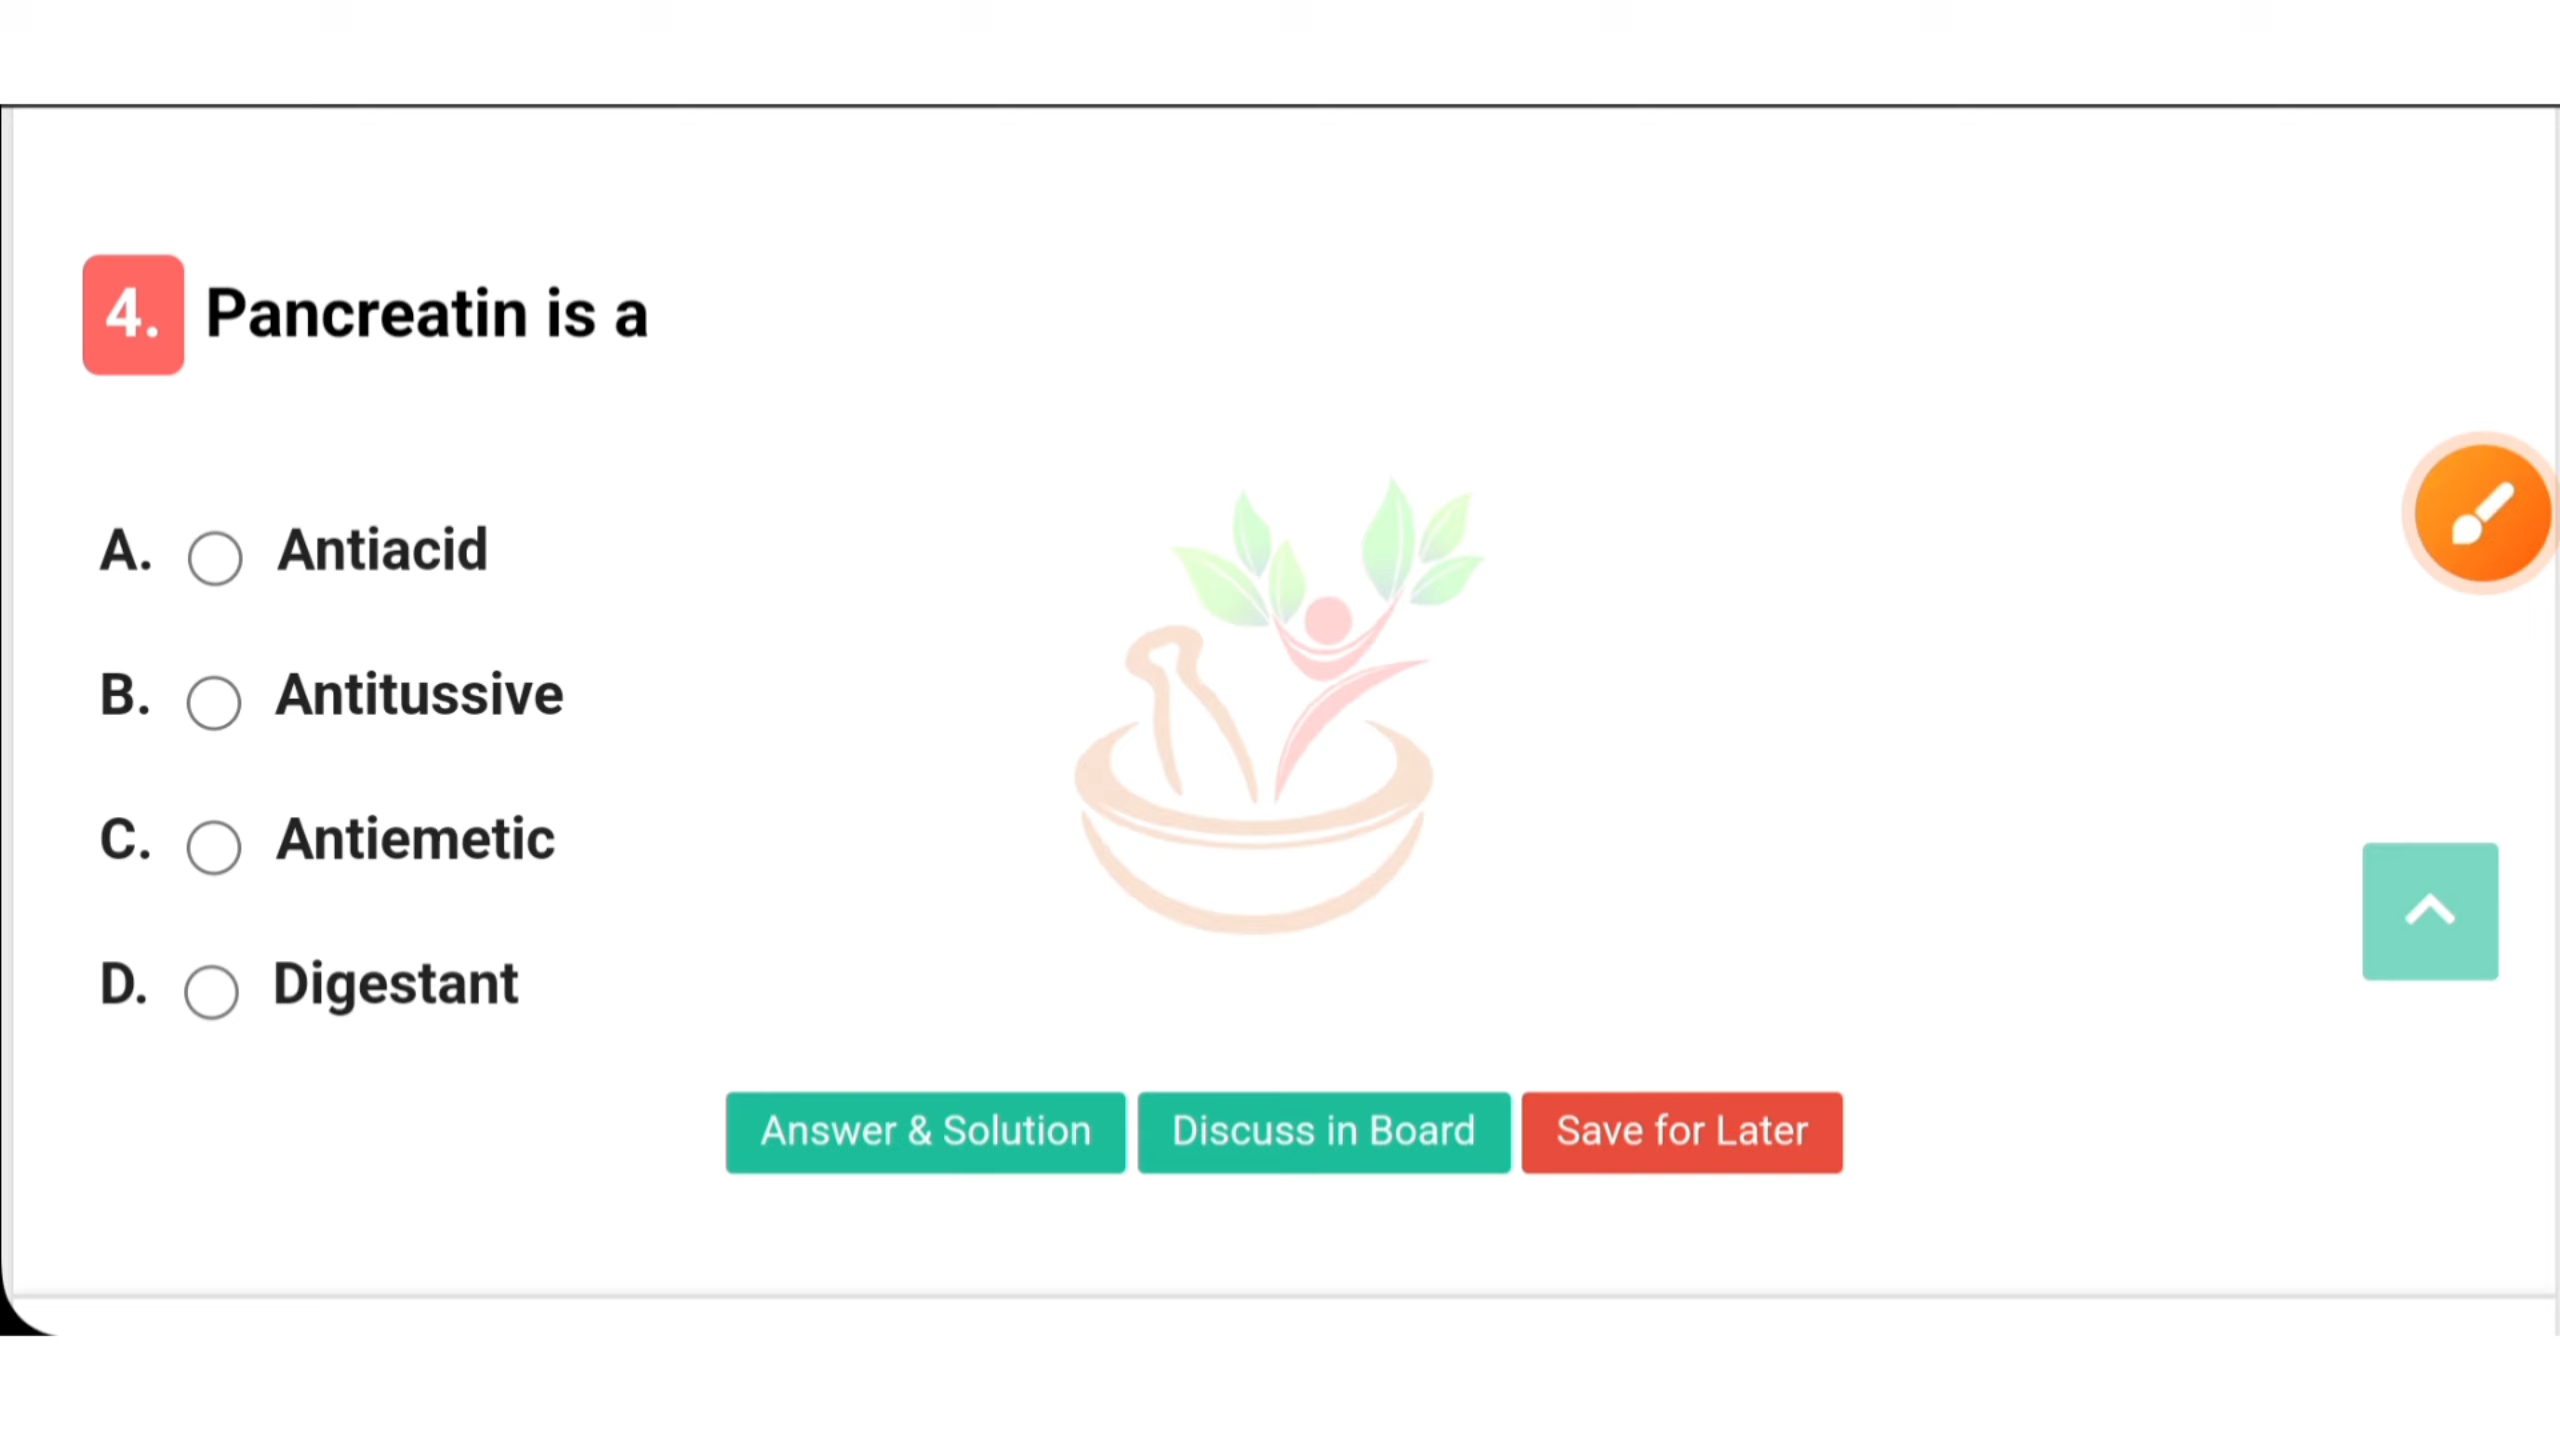 4. Pancreatin is a
A. Antiacid
B. Antitussive
C. Antiemetic
D. Digestant
Answer & Solution Discuss in Board Save for Later